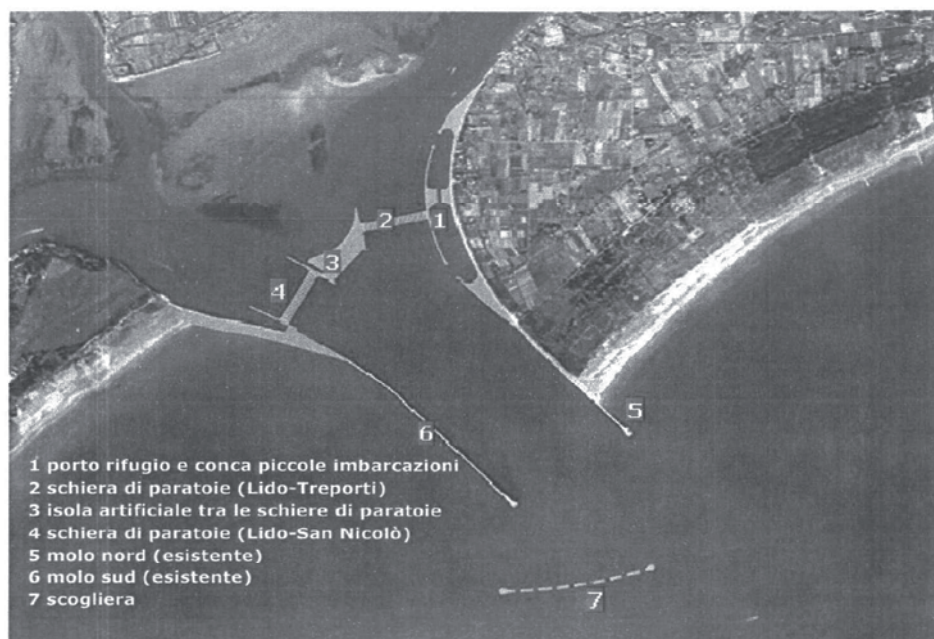 1
2
3
4
5
6
7
1 porto rifugio e conca piccole imbarcazioni
2 schiera di paratoie (Lido-Treporti)
3 isola artificiale tra le schiere di paratoie
4 schiera di paratoie (Lido-San Nicolò)
5 molo nord (esistente)
6 molo sud (esistente)
7 scogliera